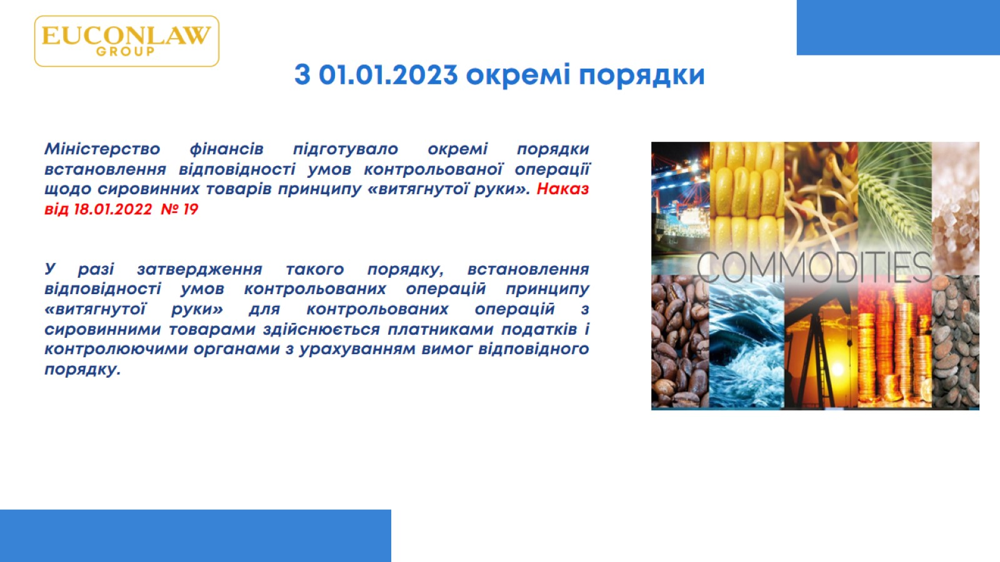 EUCONLAW
GROUP
З 01.01.2023 окремі порядки
Міністерство фінансів підготувало окремі порядки
встановлення відповідності умов контрольованої операції
щодо сировинних товарів принципу «витягнутої руки». Наказ
від 18.01.2022 № 19
У разі затвердження такого порядку, встановлення
відповідності умов контрольованих операцій принципу
«витягнутої руки» для контрольованих операцій з
сировинними товарами здійснюється платниками податків і
контролюючими органами з урахуванням вимог відповідного
порядку.
COMMODITIES